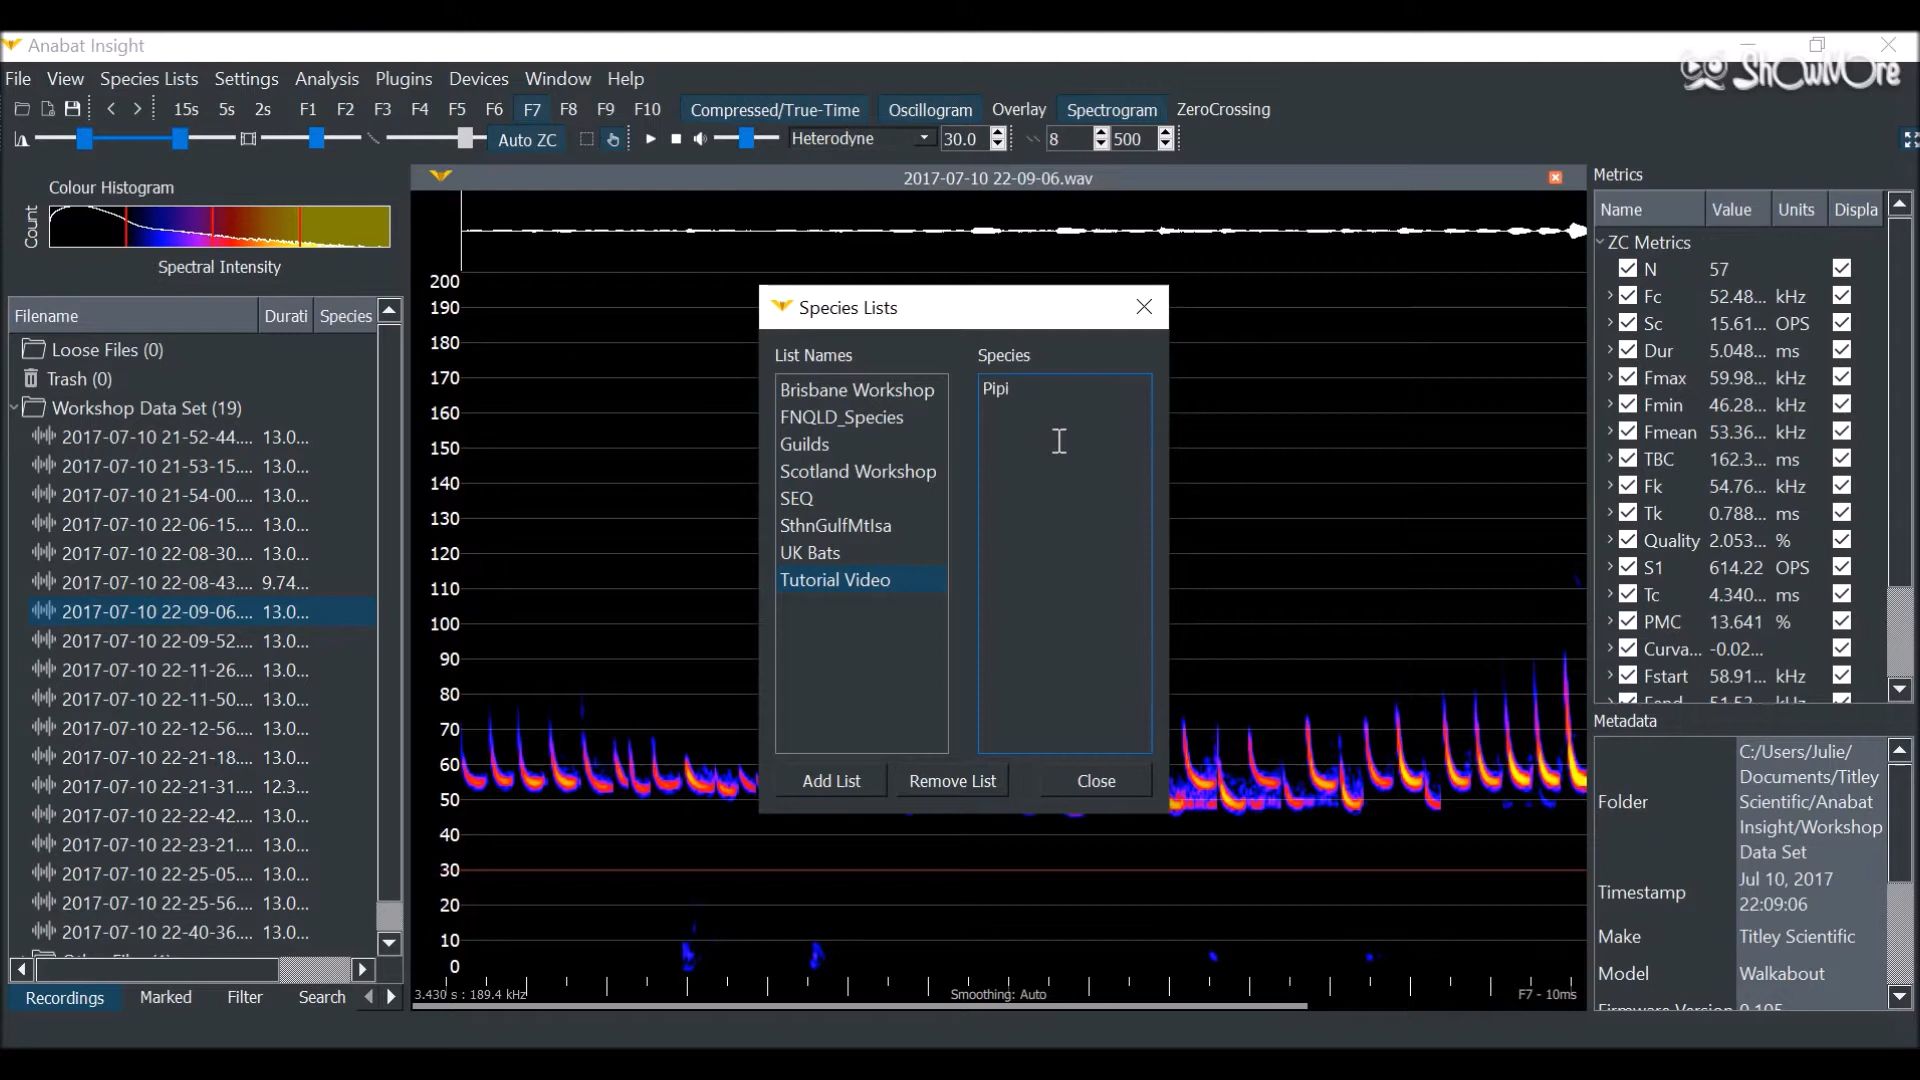 Anabat Insight
ShowMore
File View Species Lists Settings Analysis Plugins Devices Window Help
15s 5s 2s F1 F2 F3 F4 F5 F6 F7 F8 F9 F10 Compressed/True-Time Oscillogram Overlay Spectrogram ZeroCrossing
Auto ZC Heterodyne 30.0 8 500
Colour Histogram
Count
Spectral Intensity
Filename Durati Species
Loose Files (0)
Trash (0)
Workshop Data Set (19)
2017-07-10 21-52-44.... 13.0...
2017-07-10 21-53-15.... 13.0...
2017-07-10 21-54-00.... 13.0...
2017-07-10 22-06-15.... 13.0...
2017-07-10 22-08-30.... 13.0...
2017-07-10 22-08-43.... 9.74...
2017-07-10 22-09-06.... 13.0...
2017-07-10 22-09-52.... 13.0...
2017-07-10 22-11-26.... 13.0...
2017-07-10 22-11-50.... 13.0...
2017-07-10 22-12-56.... 13.0...
2017-07-10 22-21-18.... 13.0...
2017-07-10 22-21-31.... 12.3...
2017-07-10 22-22-42.... 13.0...
2017-07-10 22-23-21.... 13.0...
2017-07-10 22-25-05.... 13.0...
2017-07-10 22-25-56.... 13.0...
2017-07-10 22-40-36.... 13.0...
Recordings Marked Filter Search
2017-07-10 22-09-06.wav
200
190
180
170
160
150
140
130
120
110
100
90
80
70
60
50
40
30
20
10
0
3.430 s : 189.4 kHz Smoothing: Auto F7 - 10ms
Species Lists
List Names Species
Brisbane Workshop
FNQLD_Species
Guilds
Scotland Workshop
SEQ
SthnGulfMtIsa
UK Bats
Tutorial Video
Pipi
Add List Remove List Close
Metrics
Name Value Units Displa
ZC Metrics
N 57
Fc 52.48... kHz
Sc 15.61... OPS
Dur 5.048... ms
Fmax 59.98... kHz
Fmin 46.28... kHz
Fmean 53.36... kHz
TBC 162.3... ms
Fk 54.76... kHz
Tk 0.788... ms
Quality 2.053... %
S1 614.22 OPS
Tc 4.340... ms
PMC 13.641 %
Curva... -0.02...
Fstart 58.91... kHz
Metadata
Folder C:/Users/Julie/
Documents/Titley
Scientific/Anabat
Insight/Workshop
Data Set
Timestamp Jul 10, 2017
22:09:06
Make Titley Scientific
Model Walkabout